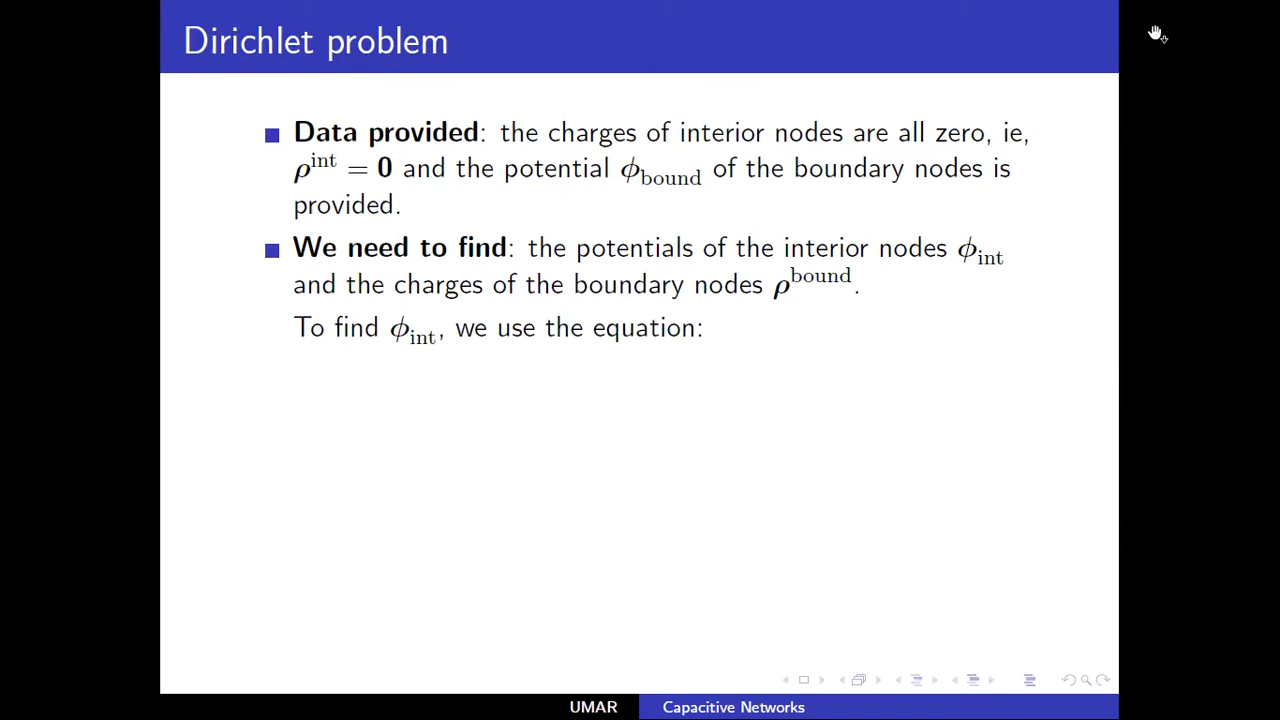 Dirichlet problem
Data provided: the charges of interior nodes are all zero, ie,
ρ^int = 0 and the potential ϕ_bound of the boundary nodes is
provided.
We need to find: the potentials of the interior nodes ϕ_int
and the charges of the boundary nodes ρ^bound.
To find ϕ_int, we use the equation:
UMAR
Capacitive Networks